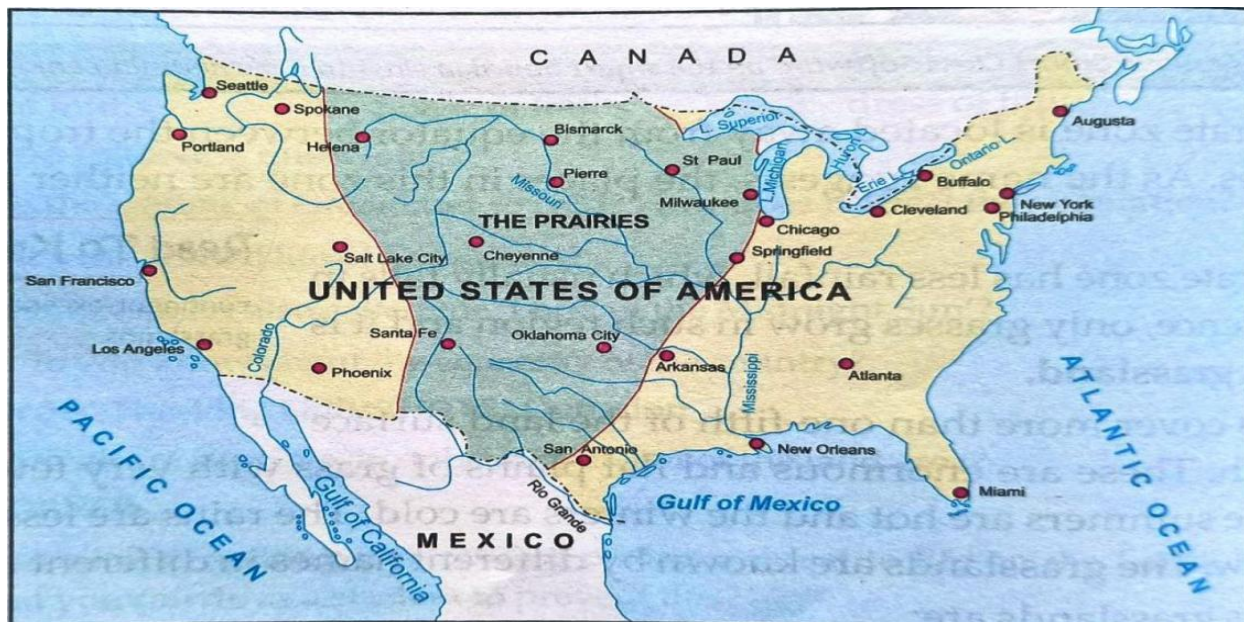 CANADA
Seattle
Spokane
Portland
Helena
Bismarck
Pierre
St Paul
Milwaukee
L. Superior
L.Michigan
Huron
Erie L.
Ontario L.
Augusta
Buffalo
New York
Philadelphia
Cleveland
Chicago
Springfield
Missouri
THE PRAIRIES
Cheyenne
Salt Lake City
San Francisco
UNITED STATES OF AMERICA
Santa Fe
Oklahoma City
Los Angeles
Colorado
Phoenix
Arkansas
Mississippi
Atlanta
San Antonio
New Orleans
Miami
Rio Grande
Gulf of Mexico
MEXICO
Gulf of California
PACIFIC OCEAN
ATLANTIC OCEAN